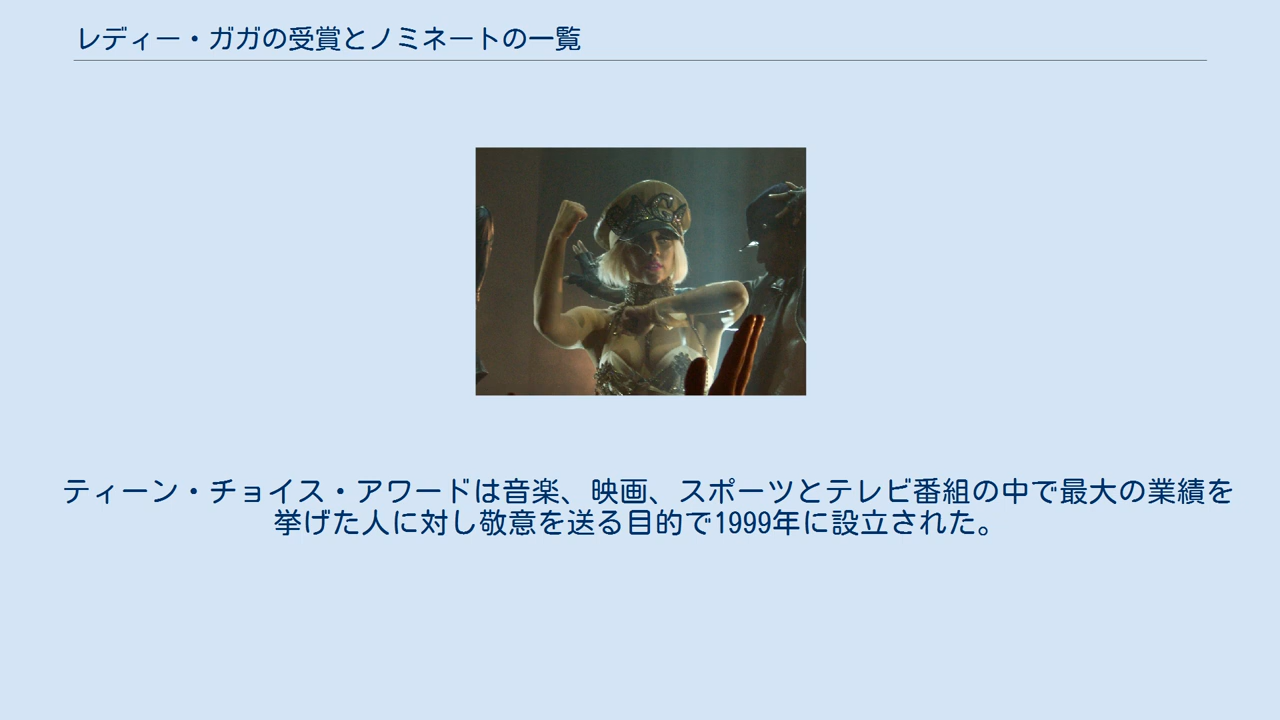 レディー・ガガの受賞とノミネートの一覧
ティーン・チョイス・アワードは音楽、映画、スポーツとテレビ番組の中で最大の業績を
挙げた人に対し敬意を送る目的で1999年に設立された。